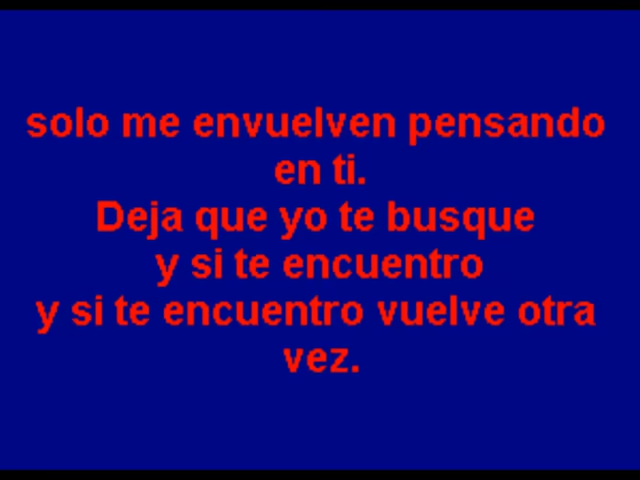 solo me envuelven pensando
en ti.
Deja que yo te busque
y si te encuentro
y si te encuentro vuelve otra
vez.